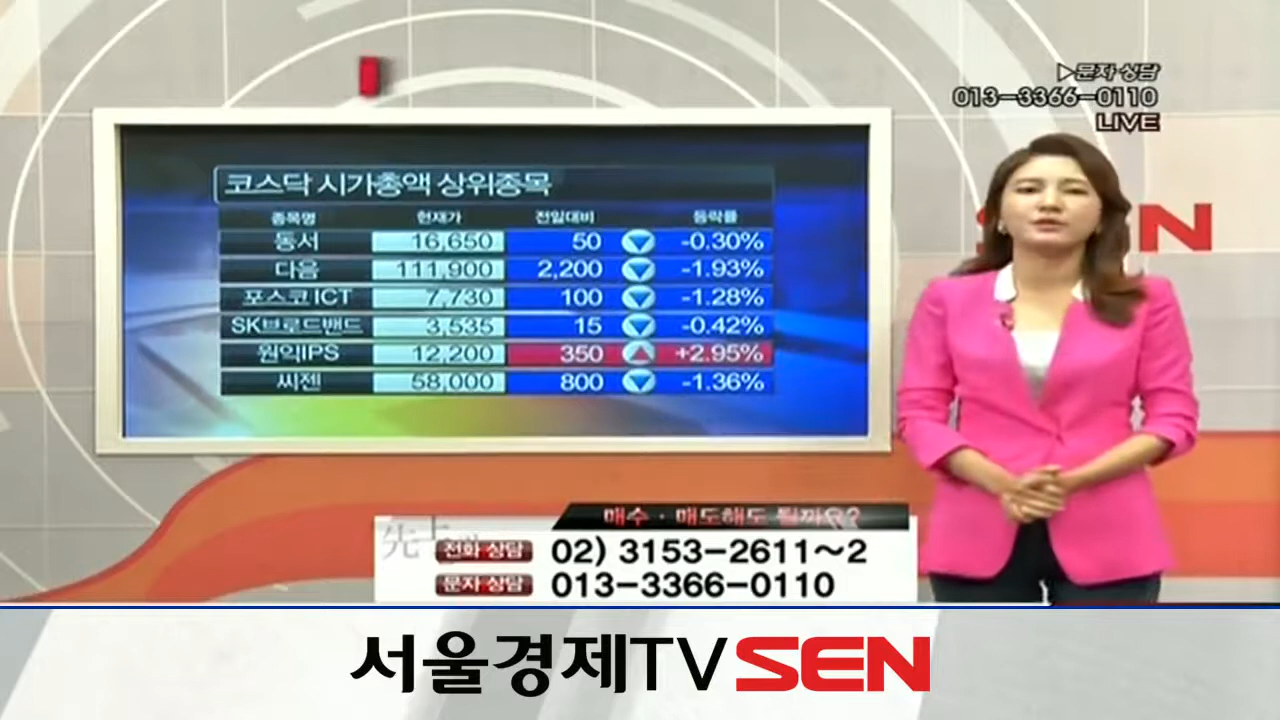 ▶문자 상담
013-3366-0110
LIVE
SEN
코스닥 시가총액 상위종목
종목명 현재가 전일대비 등락률
동서 16,650 50 ▼ -0.30%
다음 111,900 2,200 ▼ -1.93%
포스코 ICT 7,730 100 ▼ -1.28%
SK브로드밴드 3,535 15 ▼ -0.42%
원익IPS 12,200 350 ▲ +2.95%
씨젠 58,000 800 ▼ -1.36%
매수 · 매도해도 될까요?
전화 상담 02) 3153-2611~2
문자 상담 013-3366-0110
서울경제TV SEN